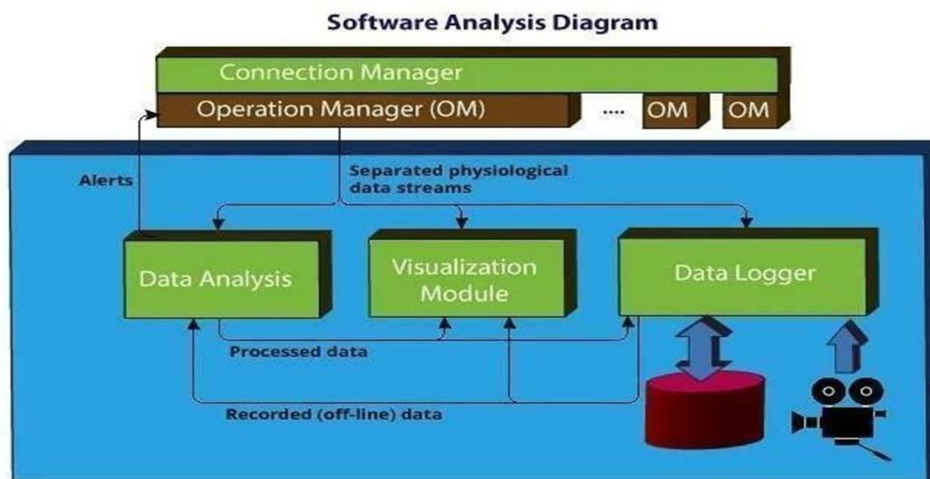 Software Analysis Diagram
Connection Manager
Operation Manager (OM)
....
OM
OM
Alerts
Separated physiological
data streams
Data Analysis
Visualization
Module
Data Logger
Processed data
Recorded (off-line) data